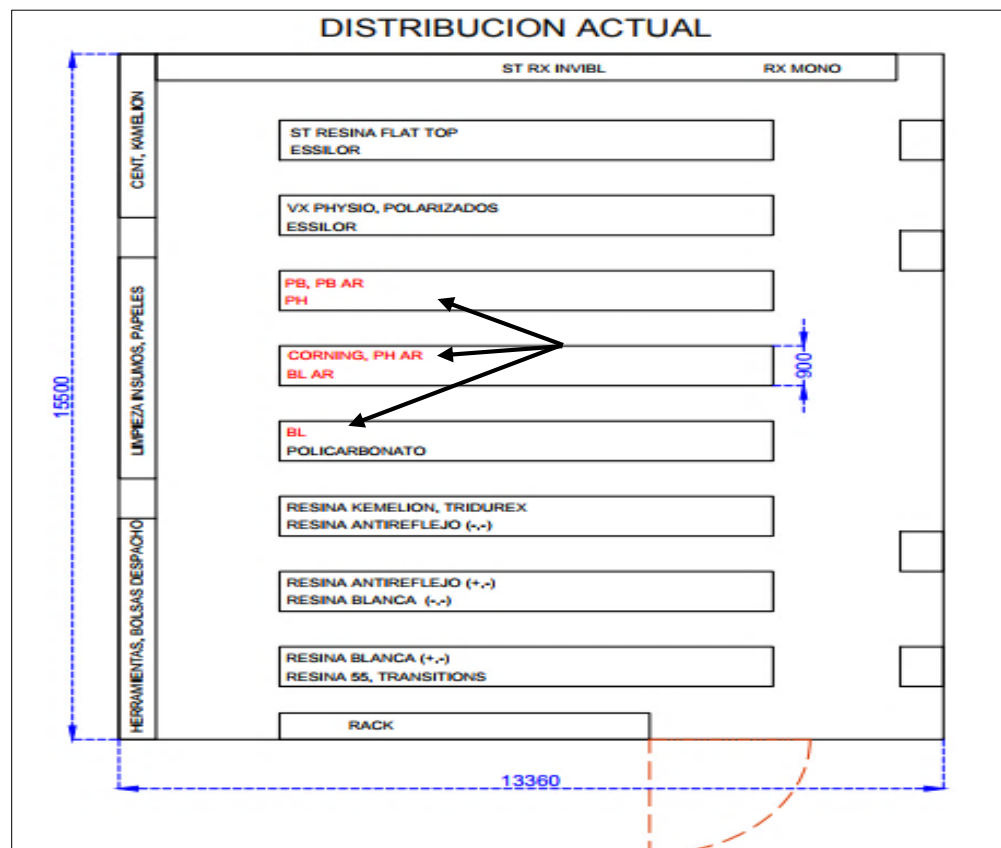 DISTRIBUCION ACTUAL
ST RX INVIBL
RX MONO
CENT, KAMELION
ST RESINA FLAT TOP
ESSILOR
VX PHYSIO, POLARIZADOS
ESSILOR
LIMPIEZA INSUMOS, PAPELES
PB, PB AR
PH
CORNING, PH AR
BL AR
900
15500
BL
POLICARBONATO
RESINA KEMELION, TRIDUREX
RESINA ANTIREFLEJO (-,-)
HERRAMIENTAS, BOLSAS DESPACHO
RESINA ANTIREFLEJO (+,-)
RESINA BLANCA (-,-)
RESINA BLANCA (+,-)
RESINA 55, TRANSITIONS
RACK
13360